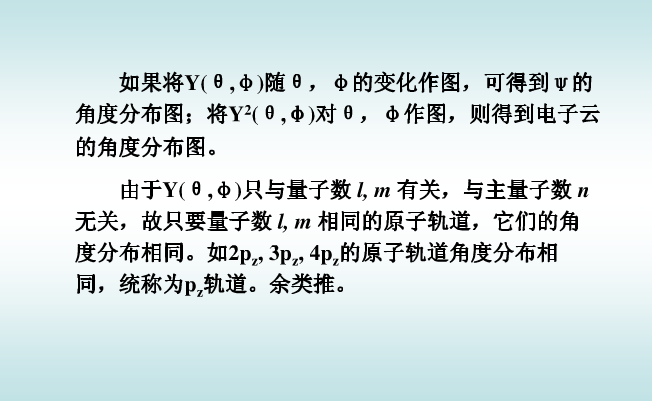 如果将Y(θ,φ)随θ，φ的变化作图，可得到ψ的
角度分布图；将Y²(θ,φ)对θ，φ作图，则得到电子云
的角度分布图。
由于Y(θ,φ)只与量子数 l, m 有关，与主量子数 n
无关，故只要量子数 l, m 相同的原子轨道，它们的角
度分布相同。如2pz, 3pz, 4pz的原子轨道角度分布相
同，统称为pz轨道。余类推。